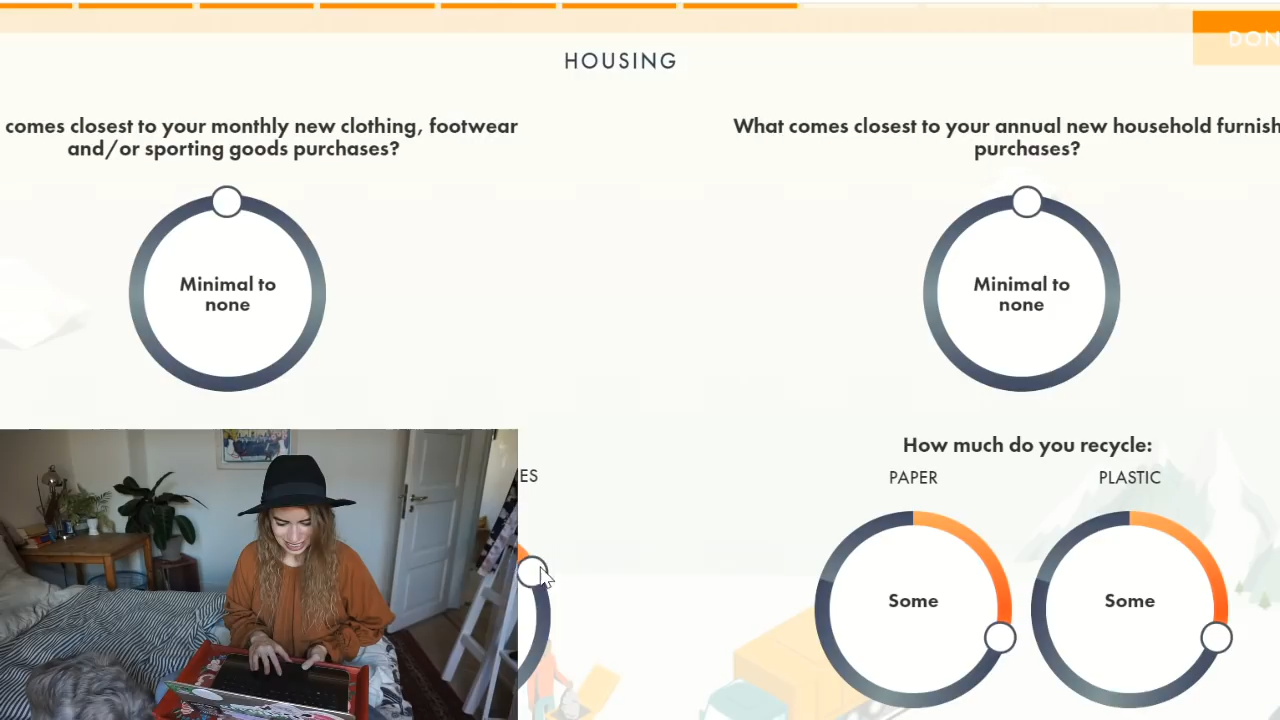 DON
HOUSING
comes closest to your monthly new clothing, footwear
and/or sporting goods purchases?
What comes closest to your annual new household furnish
purchases?
Minimal to
none
Minimal to
none
How much do you recycle:
ES
PAPER
PLASTIC
Some
Some